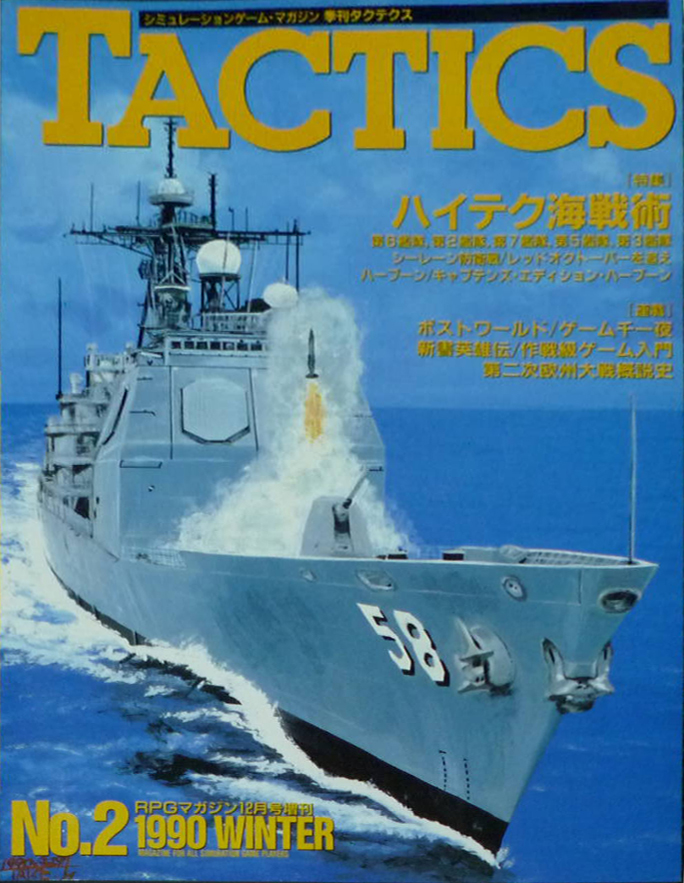 シミュレーションゲーム・マガジン 季刊タクテクス
TACTICS
[特集]
ハイテク海戦術
第6艦隊、第2艦隊、第7艦隊、第5艦隊、第3艦隊
シーレーン防衛戦/レッドオクトーバーを追え
ハープーン/キャプテンズ・エディション・ハープーン
[連載]
ポストワールド/ゲーム千一夜
新書英雄伝/作戦級ゲーム入門
第二次欧州大戦概説史
58
No.2
RPGマガジン12月号増刊
1990 WINTER
MAGAZINE FOR ALL SIMULATION GAME PLAYERS